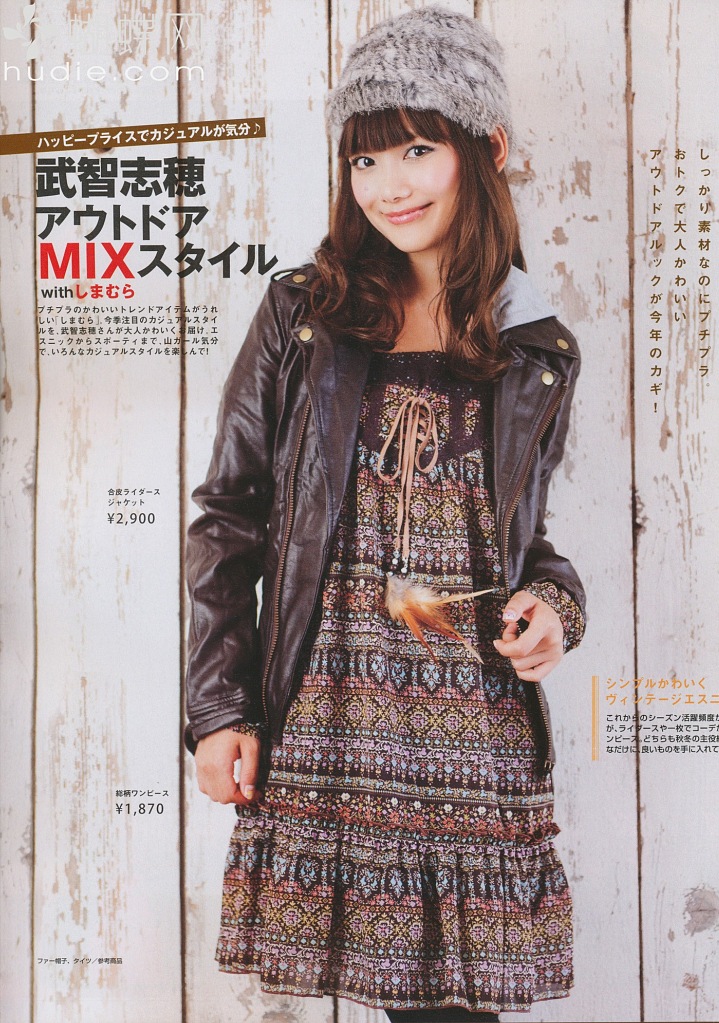 蝶网
hudie.com
ハッピープライスでカジュアルが気分♪
武智志穂
アウトドア
MIXスタイル
withしまむら
プチプラのかわいいトレンドアイテムがうれ
しい「しまむら」。今季注目のカジュアルスタイ
ルを、武智志穂さんが大人かわいくお届け。エ
スニックからスポーティまで、山ガール気分
で、いろんなカジュアルスタイルを楽しんで!
しっかり素材なのにプチプラ。
おトクで大人かわいい
アウトドアルックが今年のカギ!
合皮ライダース
ジャケット
¥2,900
シンプルかわいく
ヴィンテージエスニ
これからのシーズン活躍頻度が
が、ライダースや一枚でコーデた
ンピース。どちらも秋冬の主役級
なだけに、良いものを手に入れて
総柄ワンピース
¥1,870
ファー帽子、タイツ/参考商品